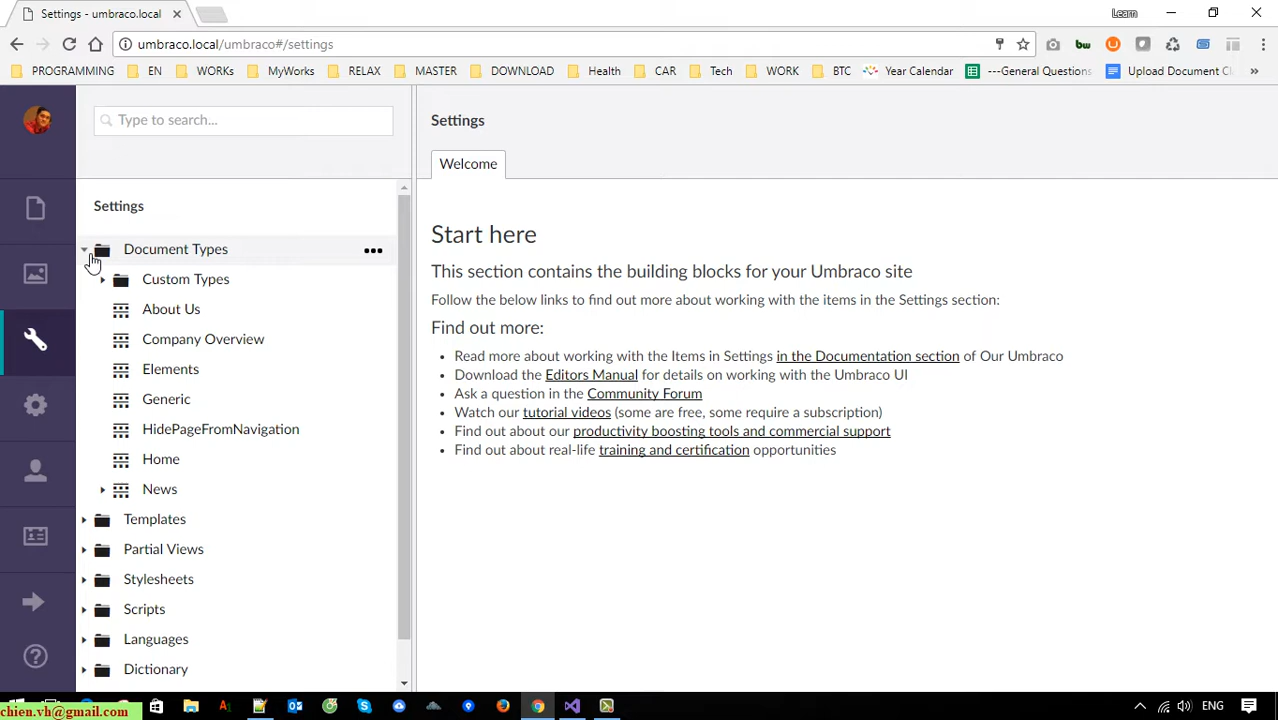 Settings - umbraco.local
Learn
umbraco.local/umbraco#/settings
PROGRAMMING EN WORKs MyWorks RELAX MASTER DOWNLOAD Health CAR Tech WORK BTC Year Calendar ---General Questions Upload Document Cl
Type to search...
Settings
Welcome
Settings
Document Types
Custom Types
About Us
Company Overview
Elements
Generic
HidePageFromNavigation
Home
News
Templates
Partial Views
Stylesheets
Scripts
Languages
Dictionary
Start here
This section contains the building blocks for your Umbraco site
Follow the below links to find out more about working with the items in the Settings section:
Find out more:
Read more about working with the Items in Settings in the Documentation section of Our Umbraco
Download the Editors Manual for details on working with the Umbraco UI
Ask a question in the Community Forum
Watch our tutorial videos (some are free, some require a subscription)
Find out about our productivity boosting tools and commercial support
Find out about real-life training and certification opportunities
chien.vh@gmail.com
ENG